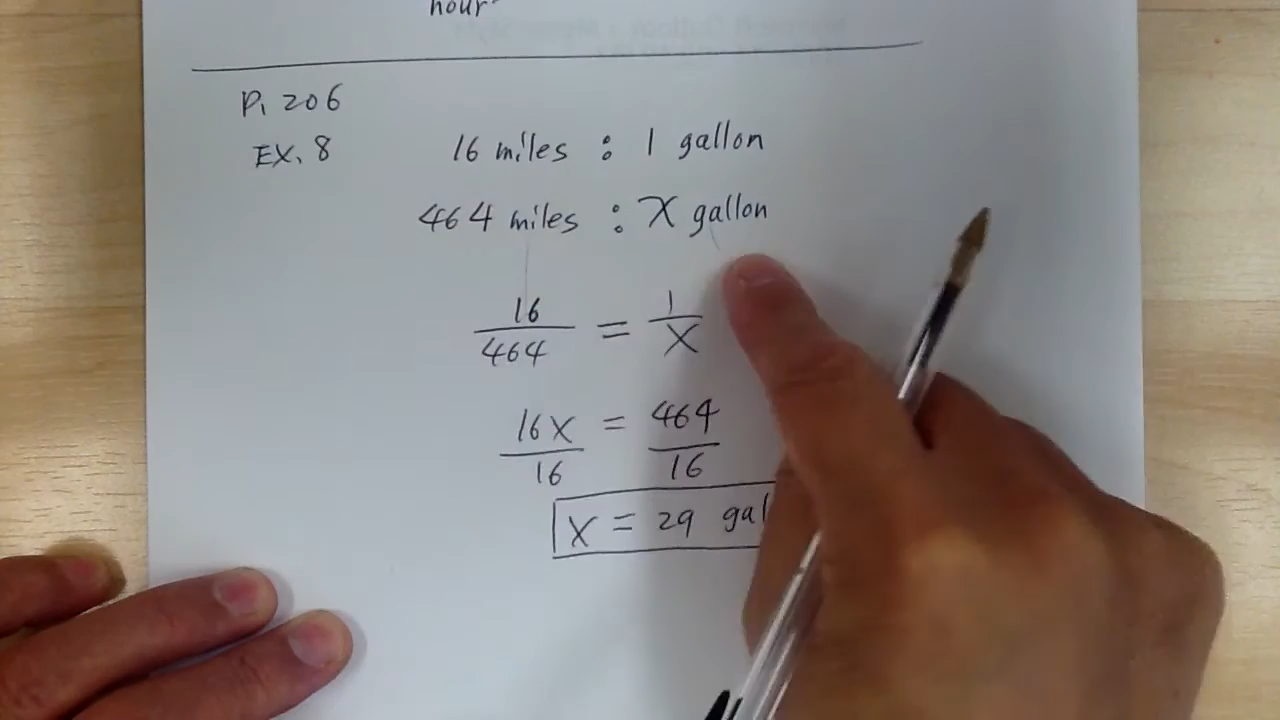 hour
P. 206
EX. 8 16 miles : 1 gallon
464 miles : X gallon
16/464 = 1/X
16X/16 = 464/16
X = 29 gal